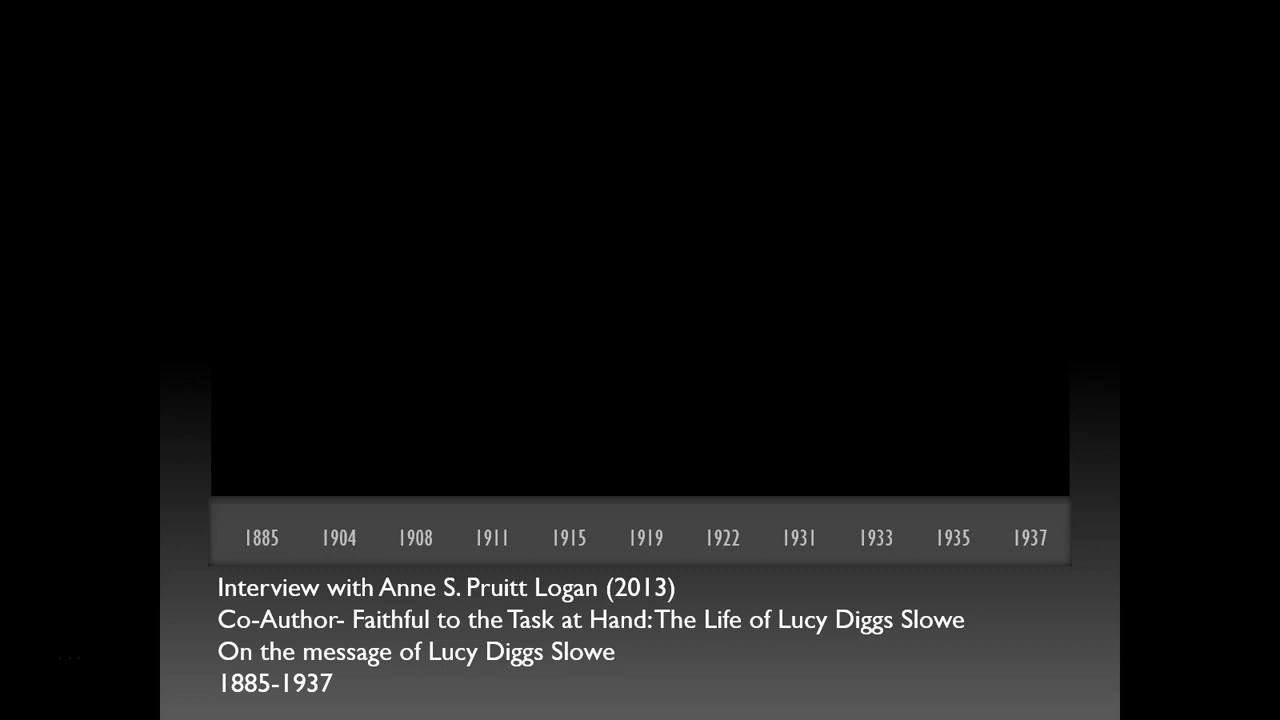 1885 1904 1908 1911 1915 1919 1922 1931 1933 1935 1937
Interview with Anne S. Pruitt Logan (2013)
Co-Author- Faithful to the Task at Hand: The Life of Lucy Diggs Slowe
On the message of Lucy Diggs Slowe
1885-1937